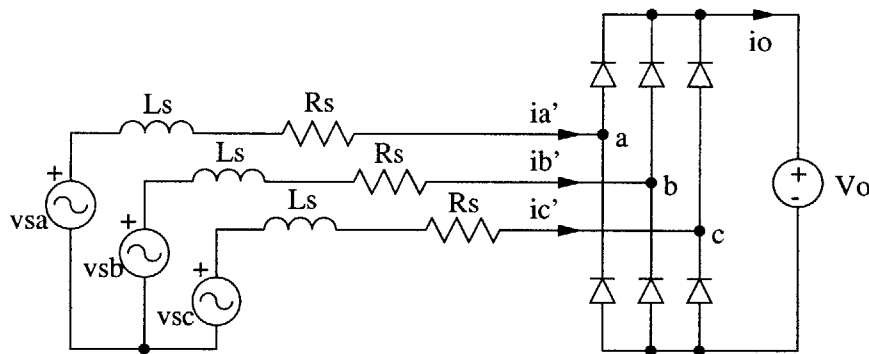 io
Ls
Rs
ia'
+
a
Ls
Rs
ib'
+
vsa
b
+
-
Vo
Ls
Rs
ic'
+
vsb
c
+
vsc